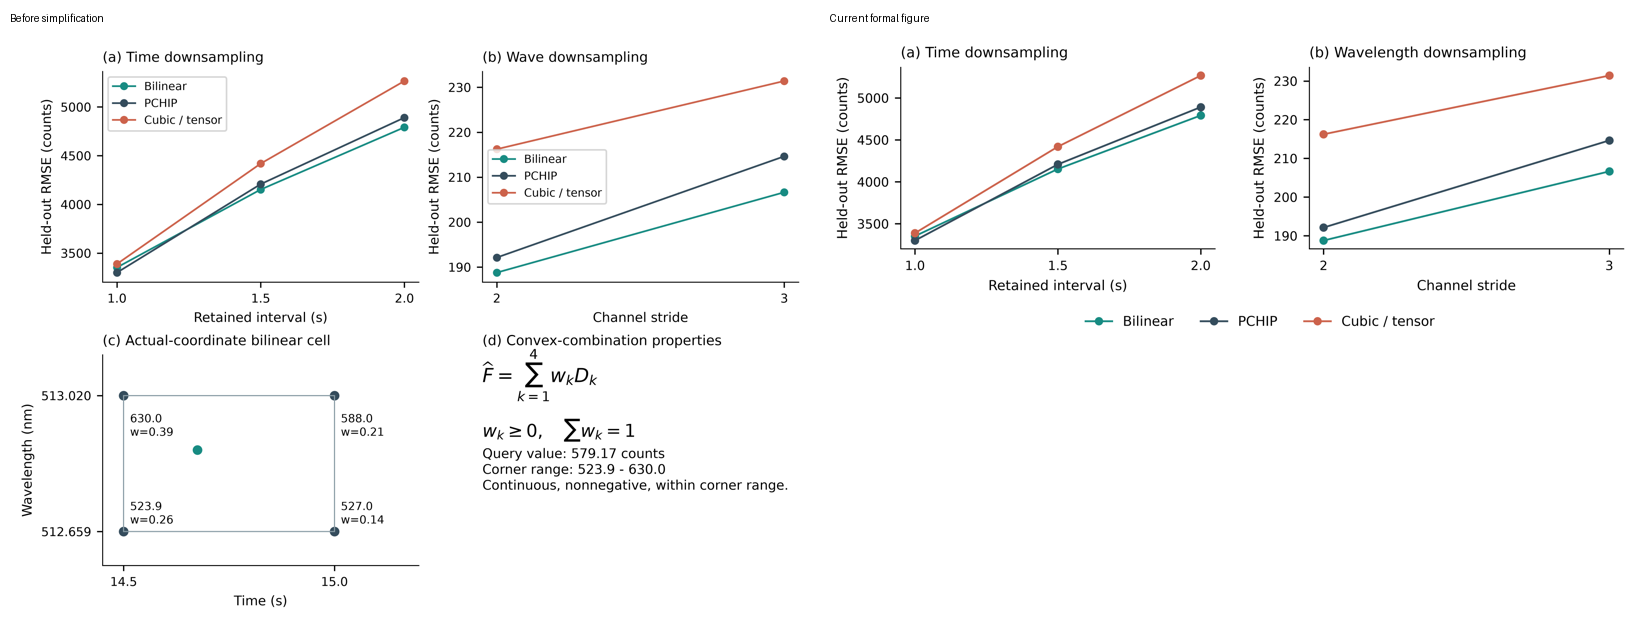 Before simplification
Current formal figure
(a) Time downsampling
Held-out RMSE (counts)
5000
4500
4000
3500
Bilinear
PCHIP
Cubic / tensor
1.0
1.5
2.0
Retained interval (s)
(b) Wave downsampling
Held-out RMSE (counts)
230
220
210
200
190
Bilinear
PCHIP
Cubic / tensor
2
3
Channel stride
(c) Actual-coordinate bilinear cell
Wavelength (nm)
513.020
512.659
630.0
w=0.39
588.0
w=0.21
523.9
w=0.26
527.0
w=0.14
14.5
15.0
Time (s)
(d) Convex-combination properties
F̂ = ∑_{k=1}^{4} w_k D_k
w_k ≥ 0, ∑ w_k = 1
Query value: 579.17 counts
Corner range: 523.9 - 630.0
Continuous, nonnegative, within corner range.
(a) Time downsampling
Held-out RMSE (counts)
5000
4500
4000
3500
1.0
1.5
2.0
Retained interval (s)
(b) Wavelength downsampling
Held-out RMSE (counts)
230
220
210
200
190
2
3
Channel stride
Bilinear
PCHIP
Cubic / tensor